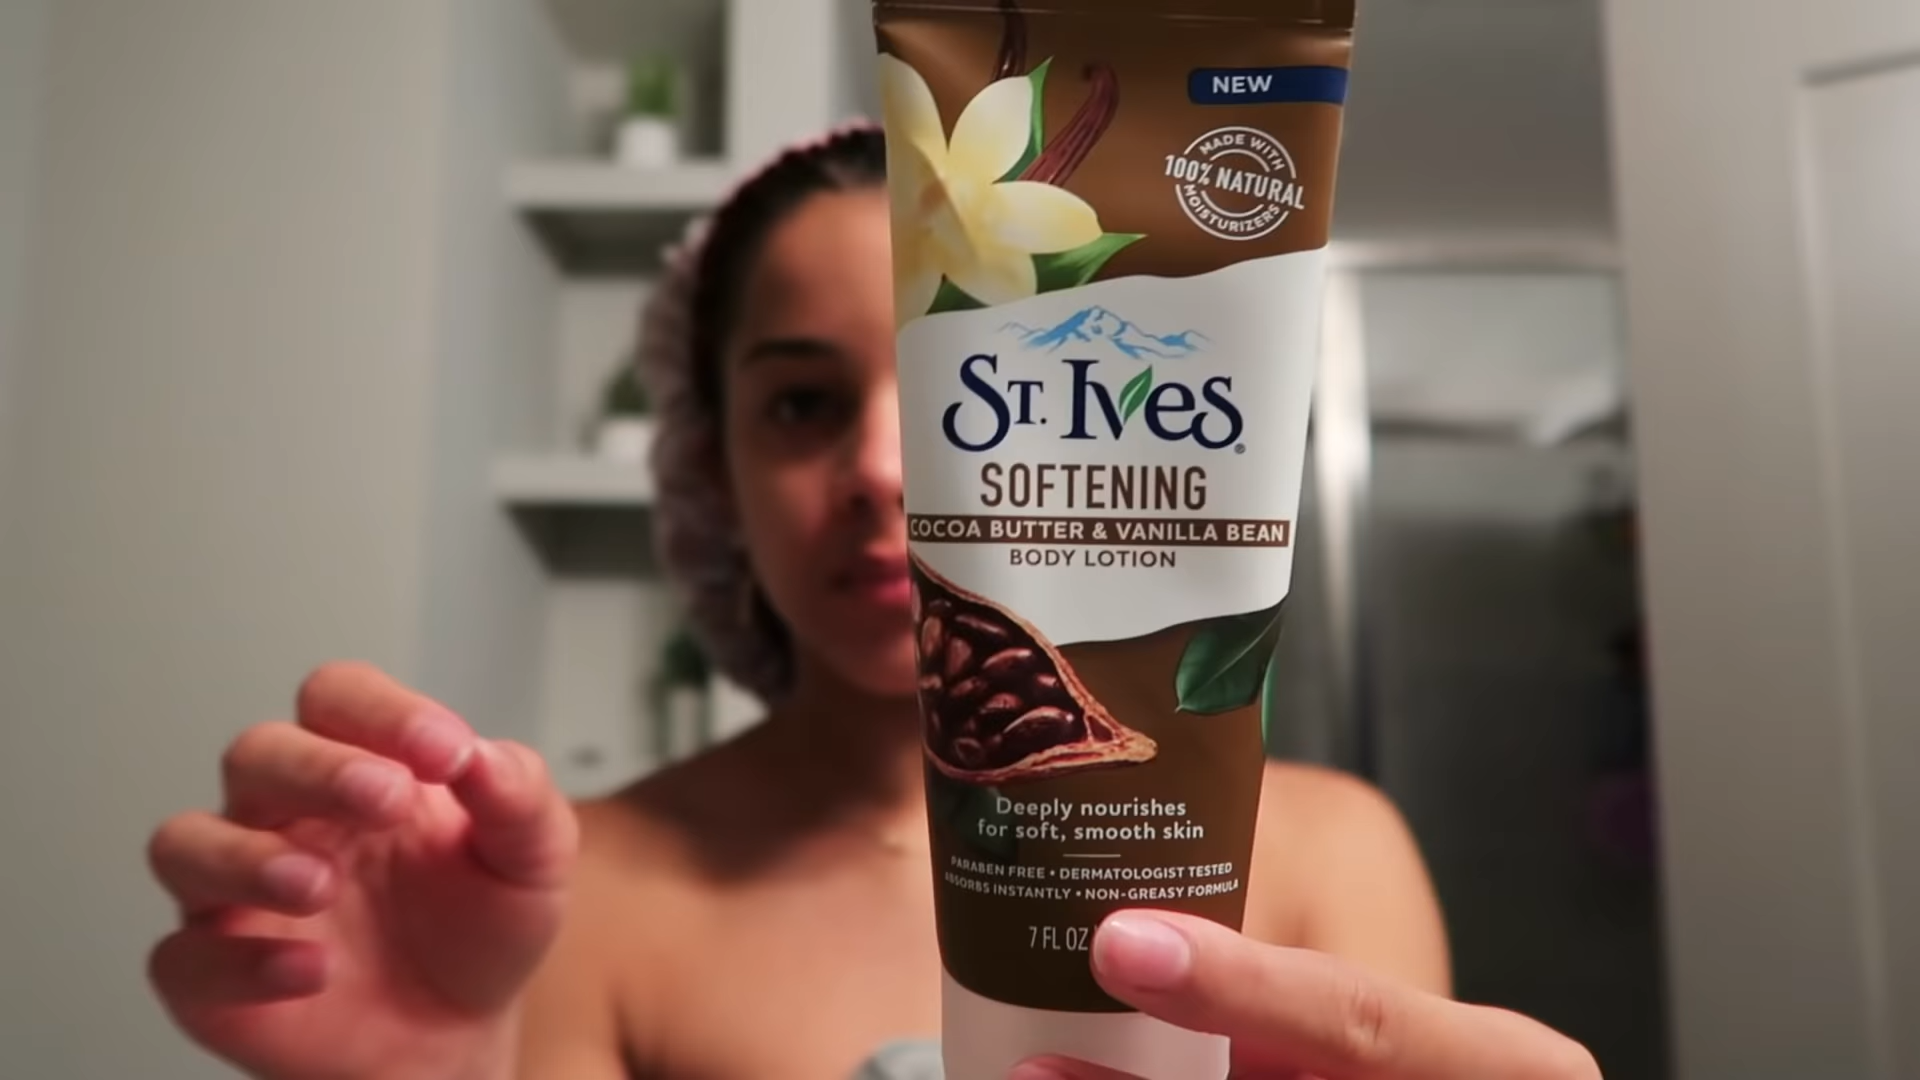 NEW
MADE WITH
100% NATURAL
MOISTURIZERS
ST. IVES®
SOFTENING
COCOA BUTTER & VANILLA BEAN
BODY LOTION
Deeply nourishes
for soft, smooth skin
PARABEN FREE • DERMATOLOGIST TESTED
ABSORBS INSTANTLY • NON-GREASY FORMULA
7 FL OZ